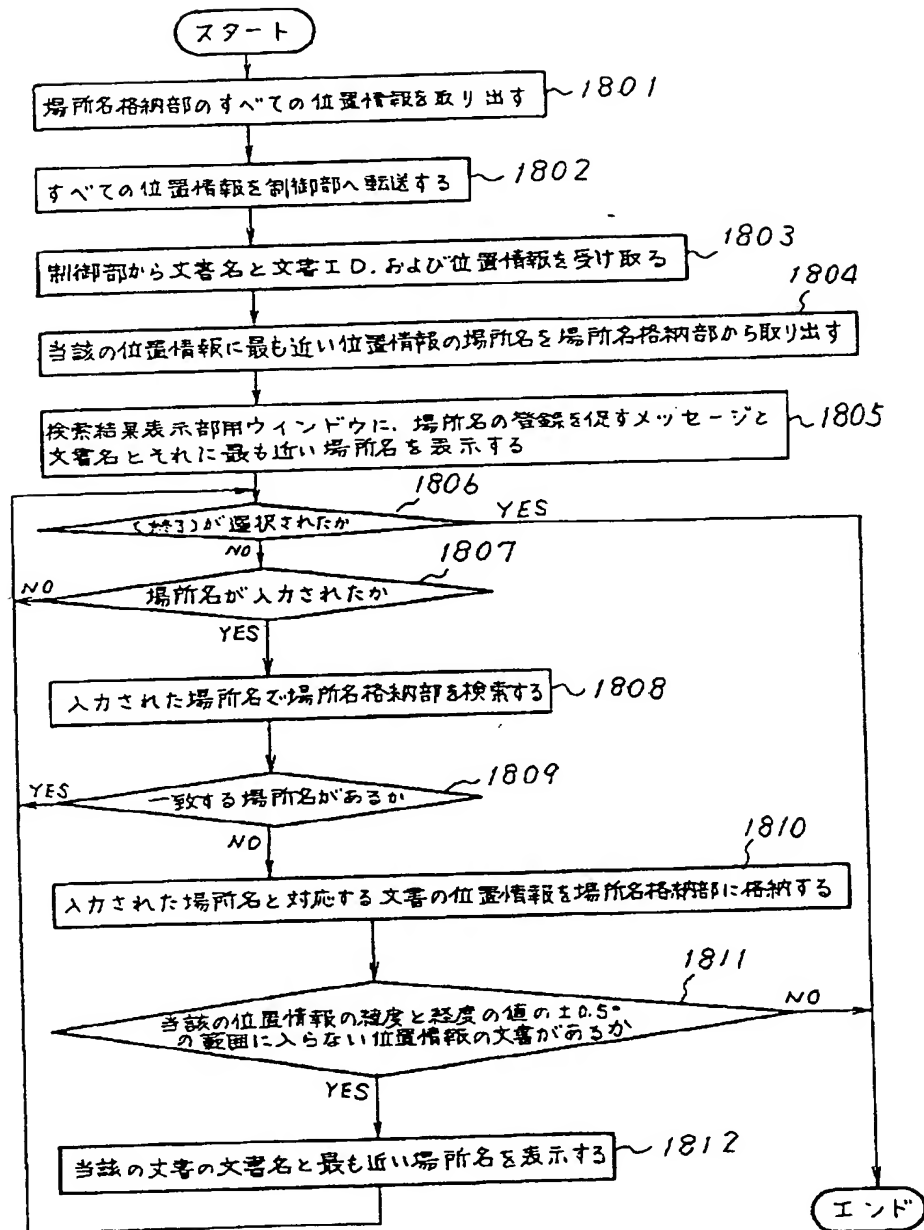 スタート
場所名格納部のすべての位置情報を取り出す
1801
すべての位置情報を制御部へ転送する
1802
制御部から文書名と文書ID.および位置情報を受け取る
1803
1804
当該の位置情報に最も近い位置情報の場所名を場所名格納部から取り出す
検索結果表示部用ウインドウに、場所名の登録を促すメッセージと
文書名とそれに最も近い場所名を表示する
1805
1806
(終了)が選択されたか
YES
NO
1807
場所名が入力されたか
NO
YES
入力された場所名で場所名格納部を検索する
1808
1809
一致する場所名があるか
YES
NO
1810
入力された場所名と対応する文書の位置情報を場所名格納部に格納する
1811
当該の位置情報の緯度と経度の値の±0.5°
の範囲に入らない位置情報の文書があるか
NO
YES
当該の文書の文書名と最も近い場所名を表示する
1812
エンド